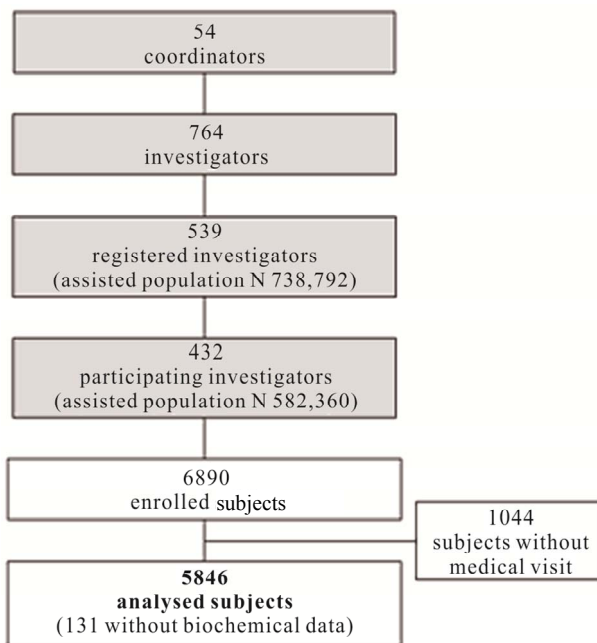 54
coordinators
764
investigators
539
registered investigators
(assisted population N 738,792)
432
participating investigators
(assisted population N 582,360)
6890
enrolled subjects
1044
subjects without
medical visit
5846
analysed subjects
(131 without biochemical data)